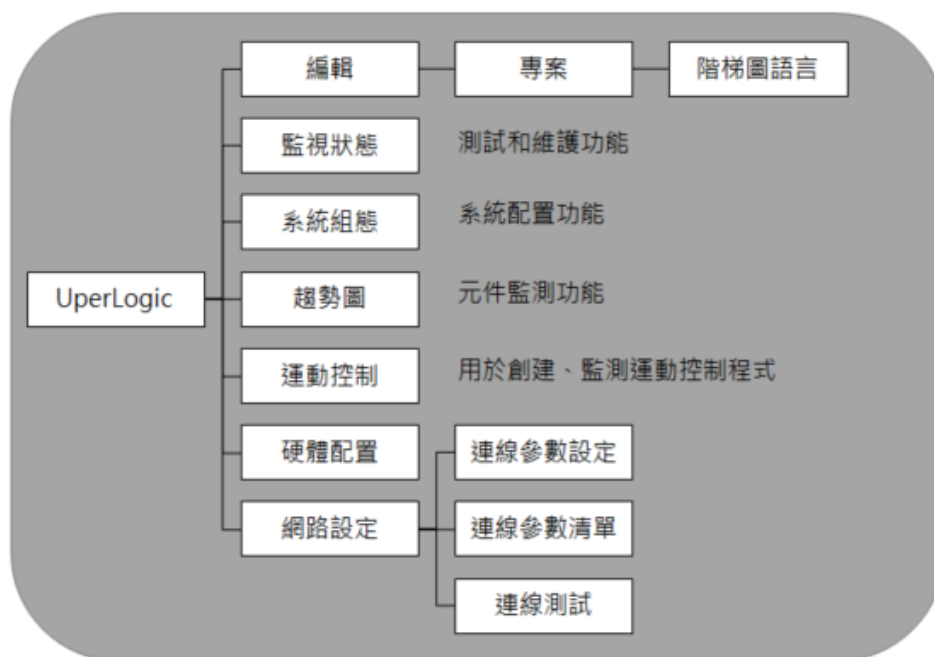 編輯
專案
階梯圖語言
監視狀態
測試和維護功能
系統組態
系統配置功能
UperLogic
趨勢圖
元件監測功能
運動控制
用於創建、監測運動控制程式
硬體配置
連線參數設定
網路設定
連線參數清單
連線測試